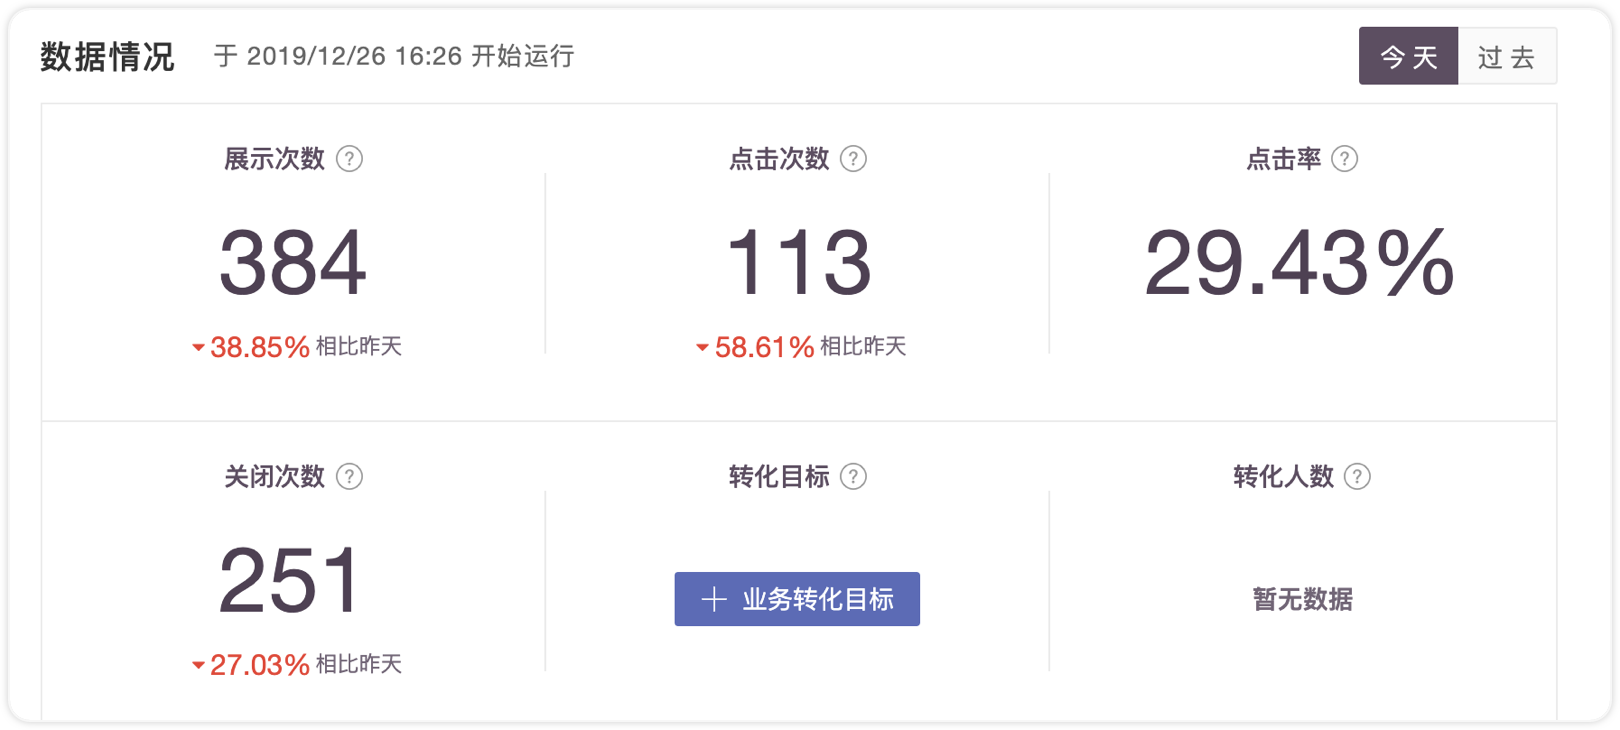 数据情况 于 2019/12/26 16:26 开始运行 今天 过去
展示次数 ? 点击次数 ? 点击率 ?
384 113 29.43%
38.85% 相比昨天 58.61% 相比昨天
关闭次数 ? 转化目标 ? 转化人数 ?
251 + 业务转化目标 暂无数据
27.03% 相比昨天